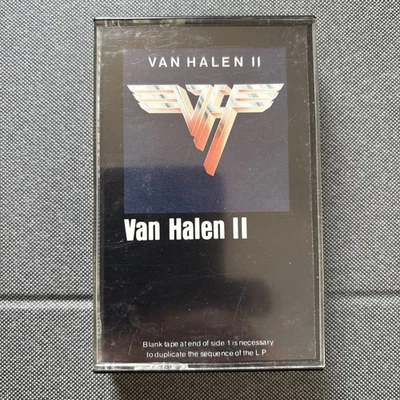 VAN HALEN II
VH
Van Halen II
Blank tape at end of side 1 is necessary
to duplicate the sequence of the L.P.